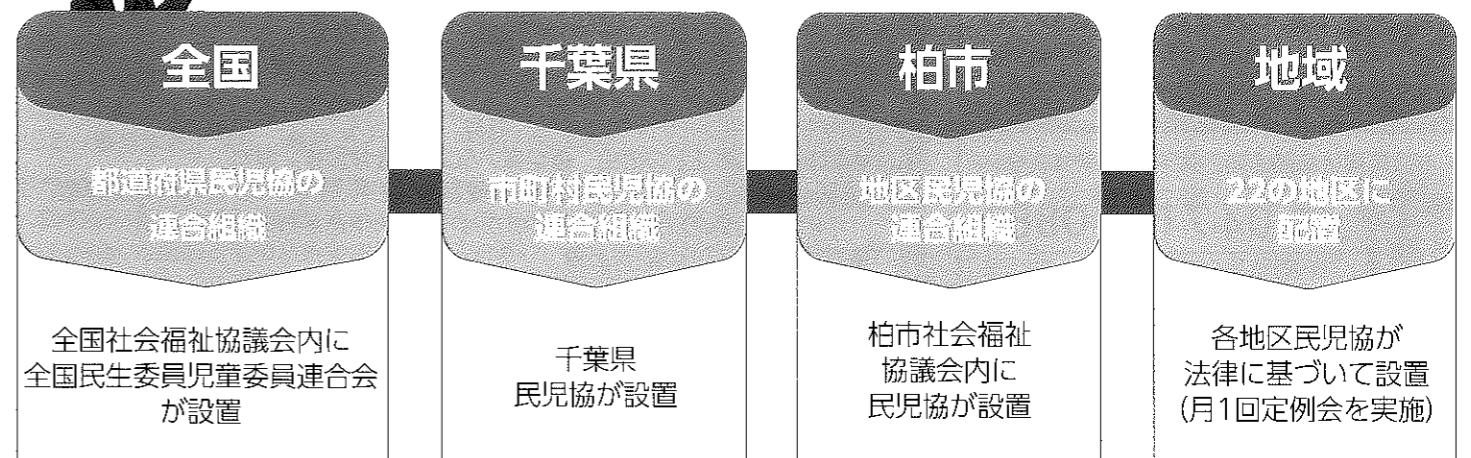 全国
都道府県民児協の
連合組織
全国社会福祉協議会内に
全国民生委員児童委員連合会
が設置
千葉県
市町村民児協の
連合組織
千葉県
民児協が設置
柏市
地区民児協の
連合組織
柏市社会福祉
協議会内に
民児協が設置
地域
22の地区に
配置
各地区民児協が
法律に基づいて設置
(月1回定例会を実施)